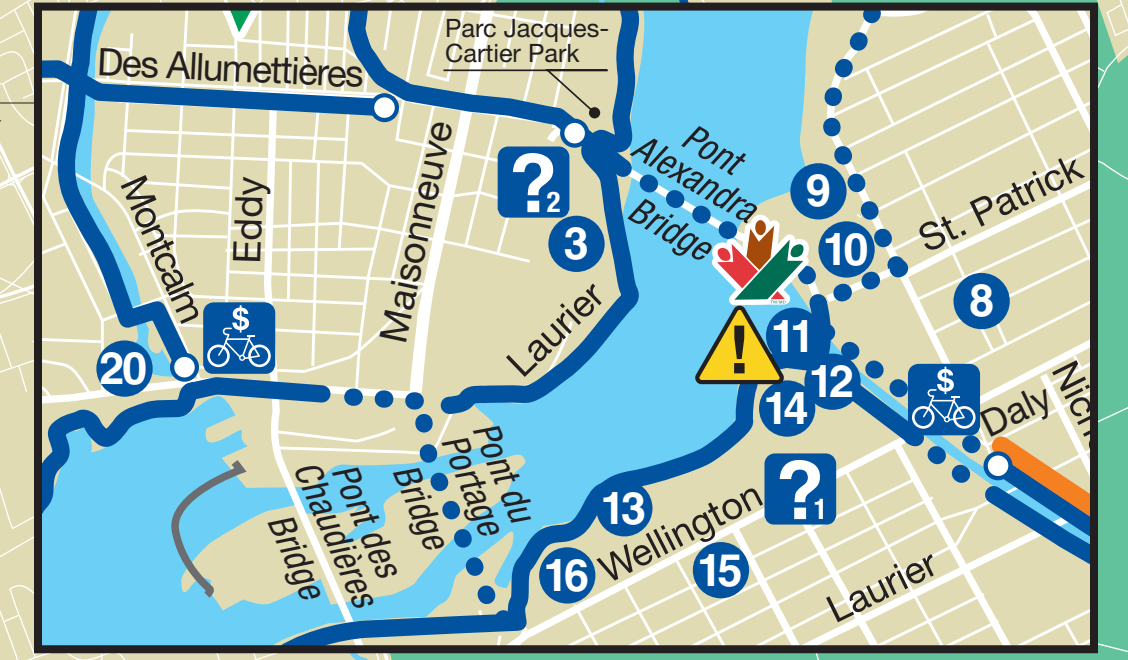 Parc Jacques-
Cartier Park
Des Allumettières
Pont
Alexandra
Bridge
?2
3
9
10
St. Patrick
8
Montcalm
Eddy
Maisonneuve
Laurier
$
20
!
11
12
14
$
Daly
Nich
Pont du
Portage
Bridge
Pont des
Chaudières
Bridge
13
?1
Wellington
16
15
Laurier